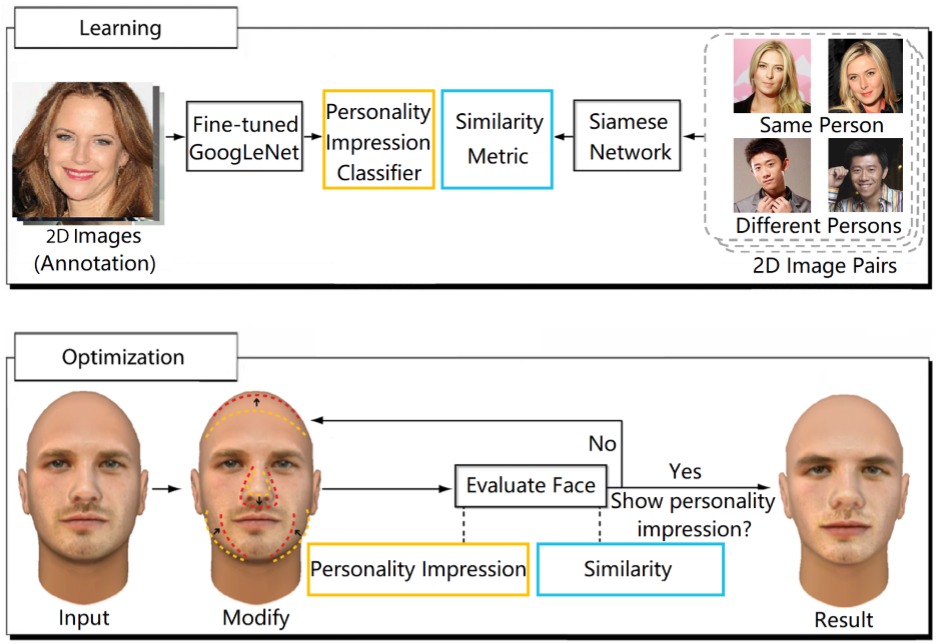 Learning
Fine-tuned
GoogLeNet
Personality
Impression
Classifier
Similarity
Metric
Siamese
Network
Same Person
Different Persons
2D Images
(Annotation)
2D Image Pairs
Optimization
No
Yes
Evaluate Face
Show personality
impression?
Personality Impression
Similarity
Input
Modify
Result